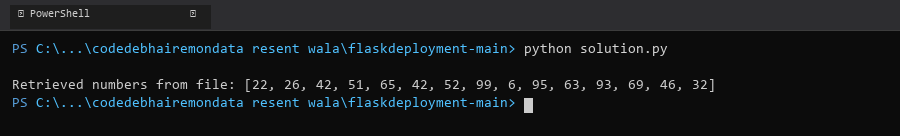 PowerShell
PS C:\...\codedebhairemondata resent wala\flaskdeployment-main> python solution.py
Retrieved numbers from file: [22, 26, 42, 51, 65, 42, 52, 99, 6, 95, 63, 93, 69, 46, 32]
PS C:\...\codedebhairemondata resent wala\flaskdeployment-main>